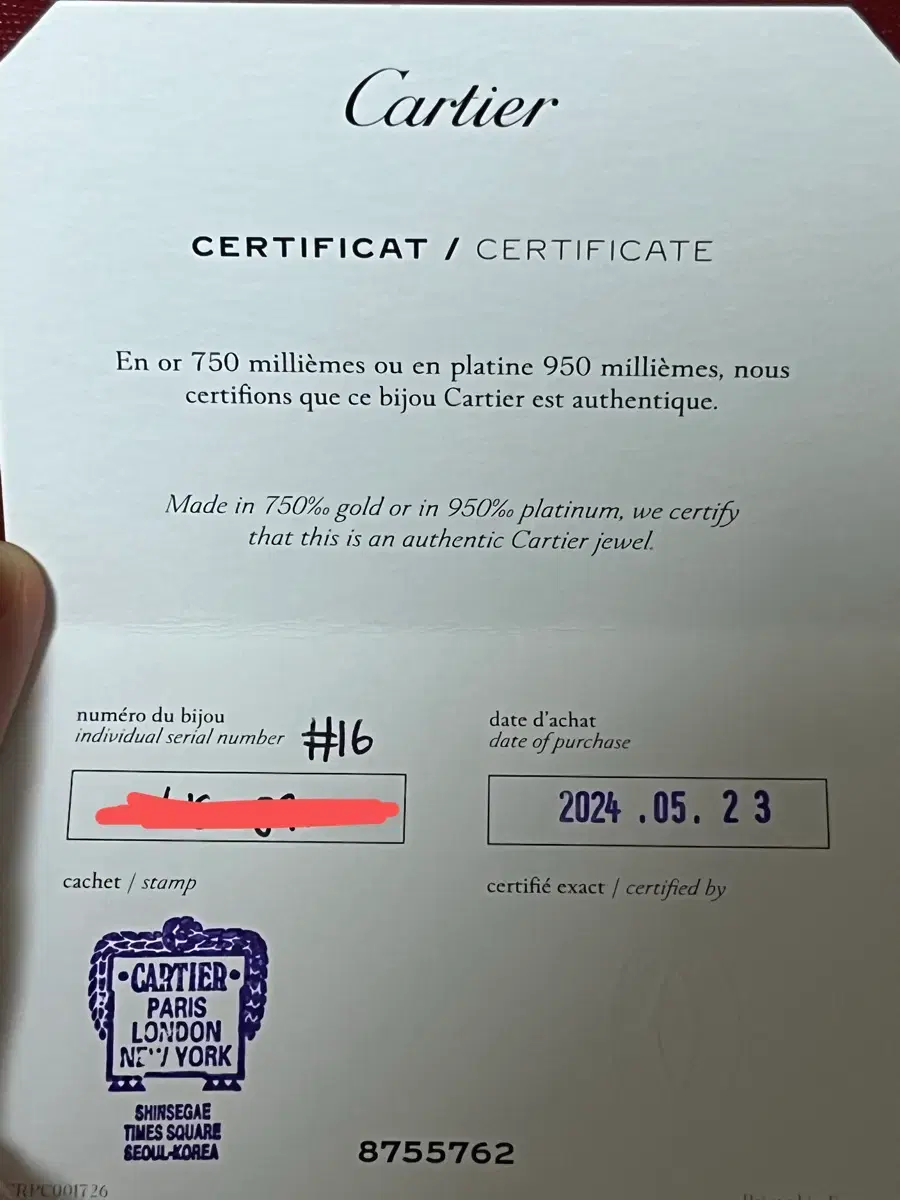 Cartier
CERTIFICAT / CERTIFICATE
En or 750 millièmes ou en platine 950 millièmes, nous
certifions que ce bijou Cartier est authentique.
Made in 750‰ gold or in 950‰ platinum, we certify
that this is an authentic Cartier jewel.
numéro du bijou
individual serial number #16
date d'achat
date of purchase
2024.05.23
cachet / stamp
certifié exact / certified by
•CARTIER•
PARIS
LONDON
NEW YORK
SHINSEGAE
TIMES SQUARE
SEOUL-KOREA
8755762
CRPC001726